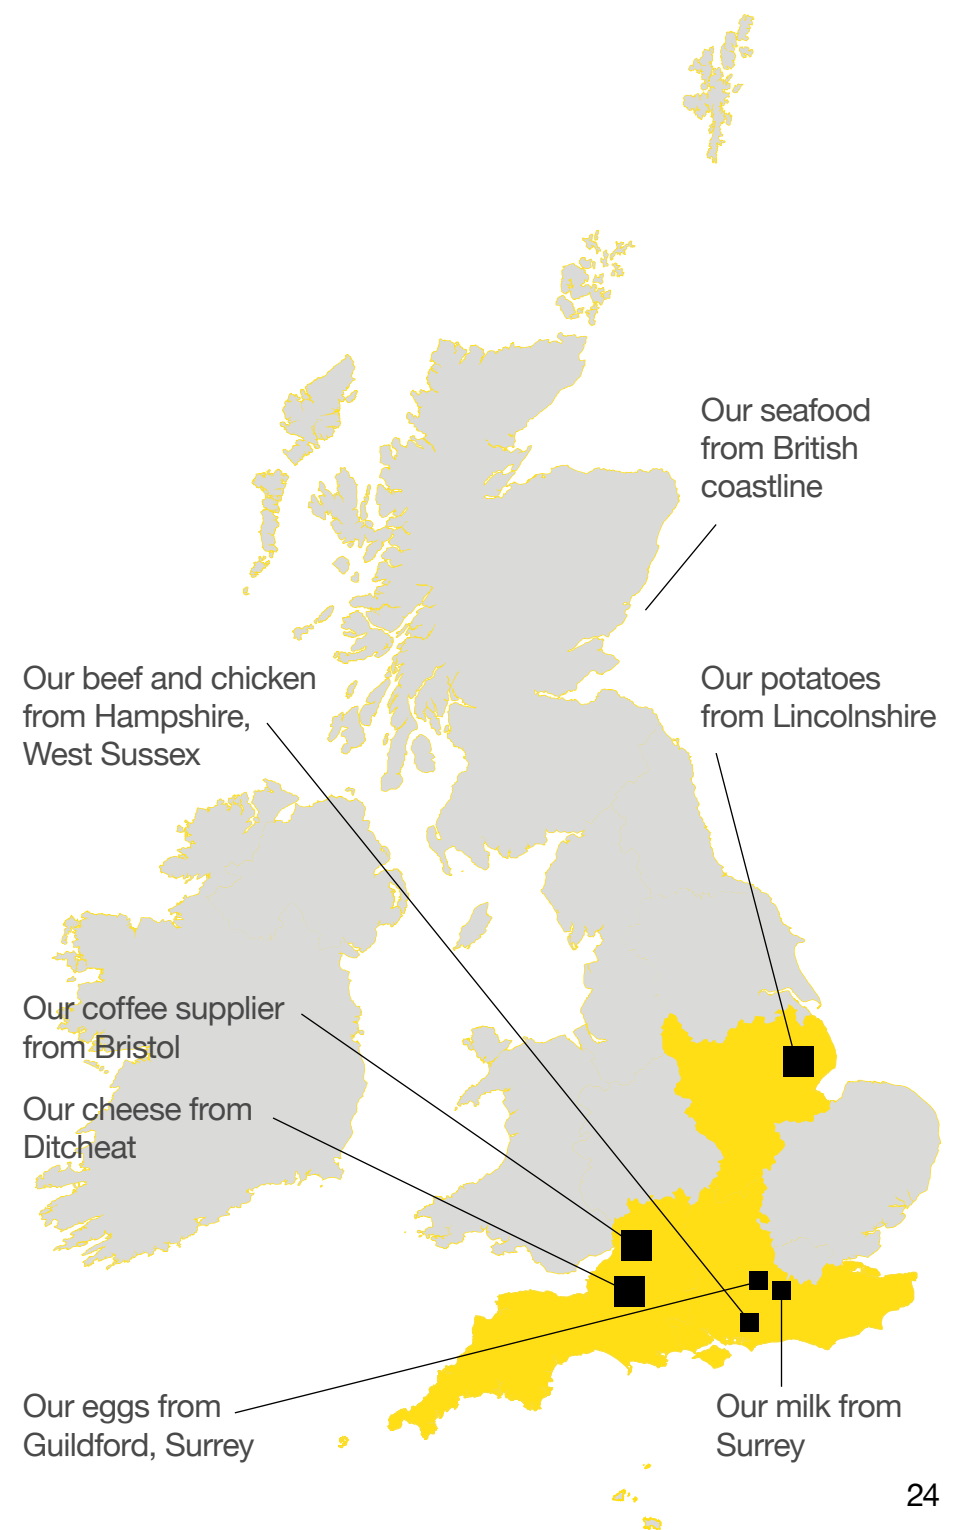 Our seafood
from British
coastline
Our beef and chicken
from Hampshire,
West Sussex
Our potatoes
from Lincolnshire
Our coffee supplier
from Bristol
Our cheese from
Ditcheat
Our eggs from
Guildford, Surrey
Our milk from
Surrey
24